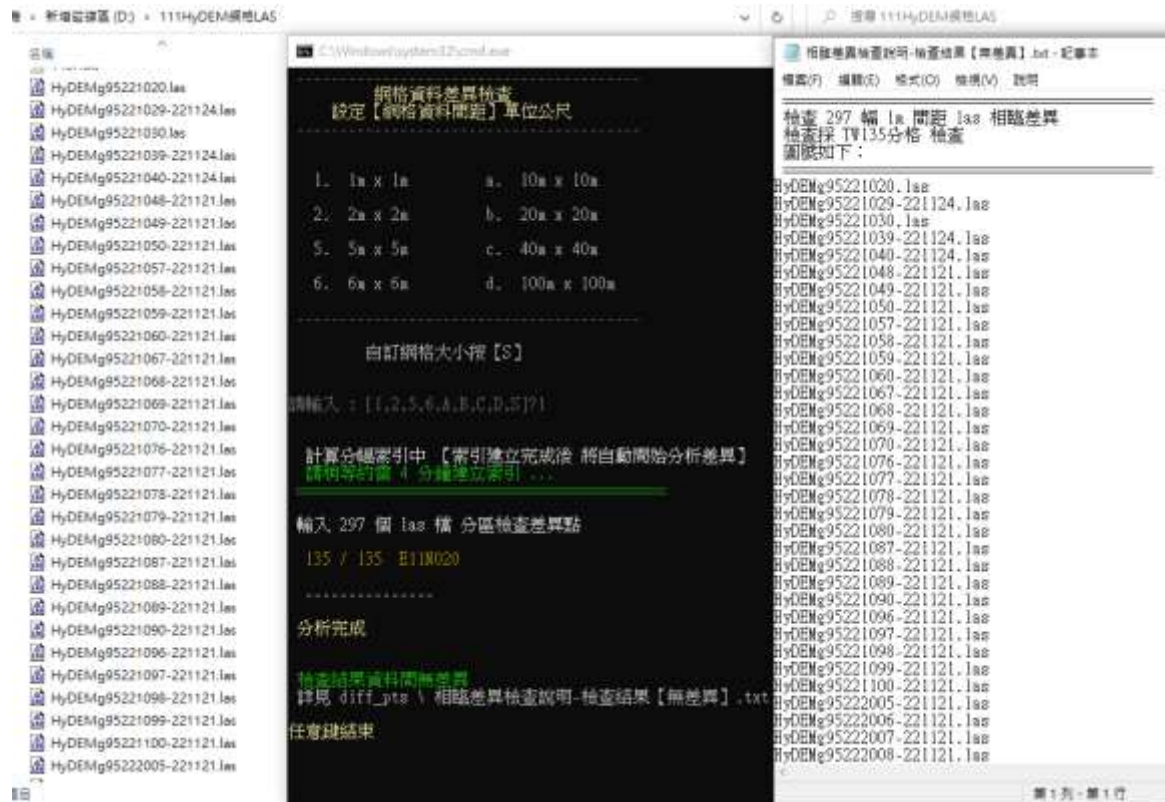 新增磁碟區 (D:) › 111HyDEM網格LAS
搜尋 111HyDEM網格LAS
名稱
HyDEMg95221020.las
HyDEMg95221029-221124.las
HyDEMg95221030.las
HyDEMg95221039-221124.las
HyDEMg95221040-221124.las
HyDEMg95221048-221121.las
HyDEMg95221049-221121.las
HyDEMg95221050-221121.las
HyDEMg95221057-221121.las
HyDEMg95221058-221121.las
HyDEMg95221059-221121.las
HyDEMg95221060-221121.las
HyDEMg95221067-221121.las
HyDEMg95221068-221121.las
HyDEMg95221069-221121.las
HyDEMg95221070-221121.las
HyDEMg95221076-221121.las
HyDEMg95221077-221121.las
HyDEMg95221078-221121.las
HyDEMg95221079-221121.las
HyDEMg95221080-221121.las
HyDEMg95221087-221121.las
HyDEMg95221088-221121.las
HyDEMg95221089-221121.las
HyDEMg95221090-221121.las
HyDEMg95221096-221121.las
HyDEMg95221097-221121.las
HyDEMg95221098-221121.las
HyDEMg95221099-221121.las
HyDEMg95221100-221121.las
HyDEMg95222005-221121.las
C:\Windows\system32\cmd.exe
網格資料差異檢查
設定【網格資料間距】單位公尺
1. 1m x 1m a. 10m x 10m
2. 2m x 2m b. 20m x 20m
5. 5m x 5m c. 40m x 40m
6. 6m x 6m d. 100m x 100m
自訂網格大小按【S】
請輸入 : [1,2,5,6,A,B,C,D,S]?1
計算分幅索引中 【索引建立完成後 將自動開始分析差異】
請稍等約需 4 分鐘建立索引 ...
輸入 297 個 las 檔 分區檢查差異點
135 / 135 E11N020
---------------
分析完成
檢查結果資料間無差異
詳見 diff_pts \ 相臨差異檢查說明-檢查結果【無差異】.txt
任意鍵結束
相臨差異檢查說明-檢查結果【無差異】.txt - 記事本
檔案(F) 編輯(E) 格式(O) 檢視(V) 說明
檢查 297 幅 1m 間距 las 相臨差異
檢查採 TW135分格 檢查
圖號如下：
HyDEMg95221020.las
HyDEMg95221029-221124.las
HyDEMg95221030.las
HyDEMg95221039-221124.las
HyDEMg95221040-221124.las
HyDEMg95221048-221121.las
HyDEMg95221049-221121.las
HyDEMg95221050-221121.las
HyDEMg95221057-221121.las
HyDEMg95221058-221121.las
HyDEMg95221059-221121.las
HyDEMg95221060-221121.las
HyDEMg95221067-221121.las
HyDEMg95221068-221121.las
HyDEMg95221069-221121.las
HyDEMg95221070-221121.las
HyDEMg95221076-221121.las
HyDEMg95221077-221121.las
HyDEMg95221078-221121.las
HyDEMg95221079-221121.las
HyDEMg95221080-221121.las
HyDEMg95221087-221121.las
HyDEMg95221088-221121.las
HyDEMg95221089-221121.las
HyDEMg95221090-221121.las
HyDEMg95221096-221121.las
HyDEMg95221097-221121.las
HyDEMg95221098-221121.las
HyDEMg95221099-221121.las
HyDEMg95221100-221121.las
HyDEMg95222005-221121.las
HyDEMg95222006-221121.las
HyDEMg95222007-221121.las
HyDEMg95222008-221121.las
第 1 列，第 1 行